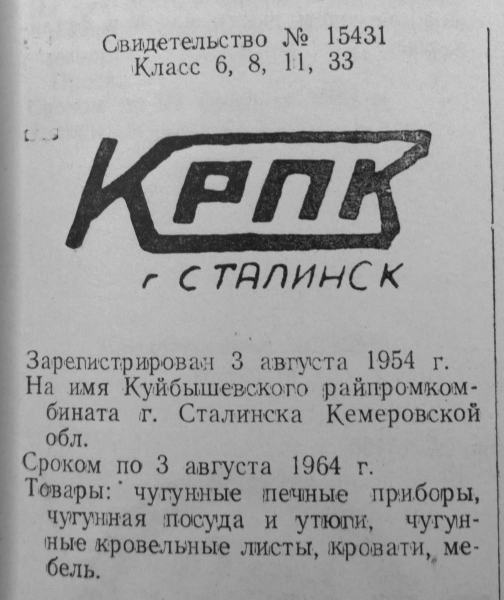 Свидетельство № 15431
Класс 6, 8, 11, 33
КРПК
г СТАЛИНСК
Зарегистрирован 3 августа 1954 г.
На имя Куйбышевского райпромком-
бината г. Сталинска Кемеровской
обл.
Сроком по 3 августа 1964 г.
Товары: чугунные печные приборы,
чугунная посуда и утюги, чугун-
ные кровельные листы, кровати, ме-
бель.